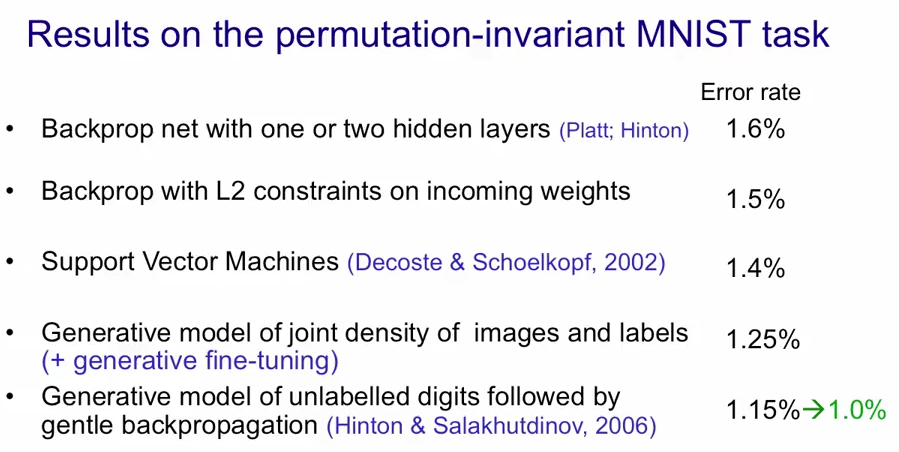 Results on the permutation-invariant MNIST task
Error rate
• Backprop net with one or two hidden layers (Platt; Hinton) 1.6%
• Backprop with L2 constraints on incoming weights 1.5%
• Support Vector Machines (Decoste & Schoelkopf, 2002) 1.4%
• Generative model of joint density of images and labels 1.25%
(+ generative fine-tuning)
• Generative model of unlabelled digits followed by
gentle backpropagation (Hinton & Salakhutdinov, 2006) 1.15%→1.0%